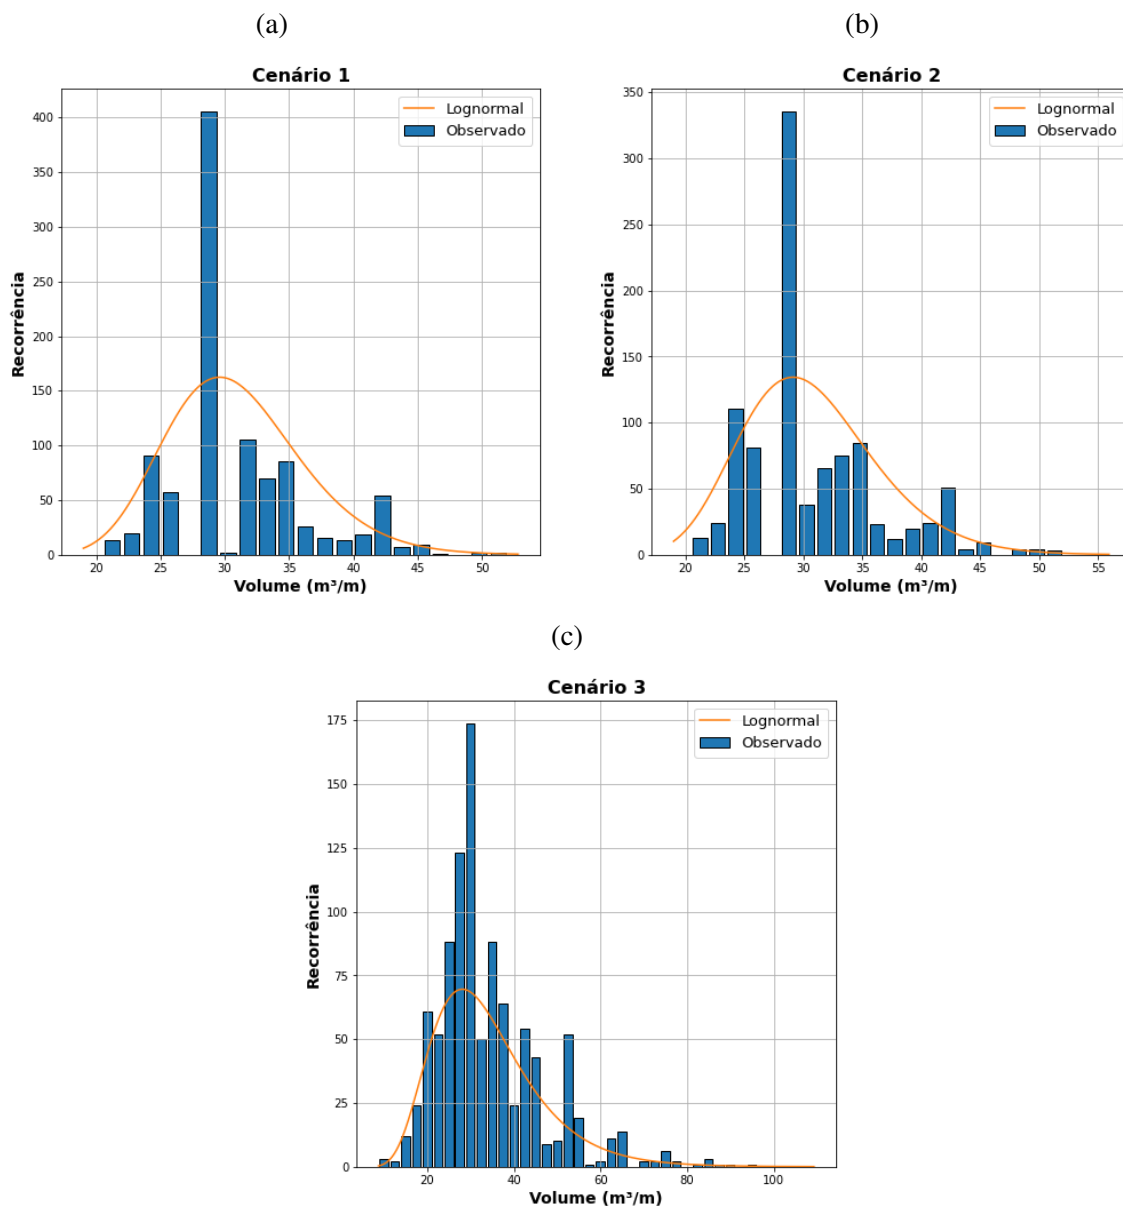 (a)
Cenário 1
Recorrência
400
350
300
250
200
150
100
50
0
20 25 30 35 40 45 50
Volume (m³/m)
Lognormal
Observado
(b)
Cenário 2
Recorrência
350
300
250
200
150
100
50
0
20 25 30 35 40 45 50 55
Volume (m³/m)
Lognormal
Observado
(c)
Cenário 3
Recorrência
175
150
125
100
75
50
25
0
20 40 60 80 100
Volume (m³/m)
Lognormal
Observado